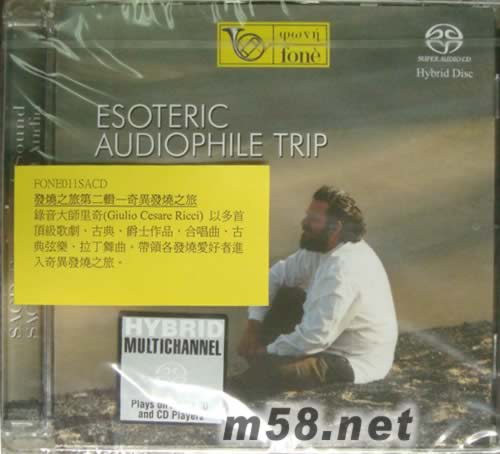 φωνή
fonè
SUPER AUDIO CD
Hybrid Disc
ESOTERIC
AUDIOPHILE TRIP
FONE011SACD
發燒之旅第二輯—奇異發燒之旅
錄音大師里奇(Giulio Cesare Ricci) 以多首
頂級歌劇，古典，爵士作品，合唱曲，古
典弦樂，拉丁舞曲。帶領各發燒愛好者進
入奇異發燒之旅。
HYBRID
MULTICHANNEL
Plays on
and CD Players
m58.net